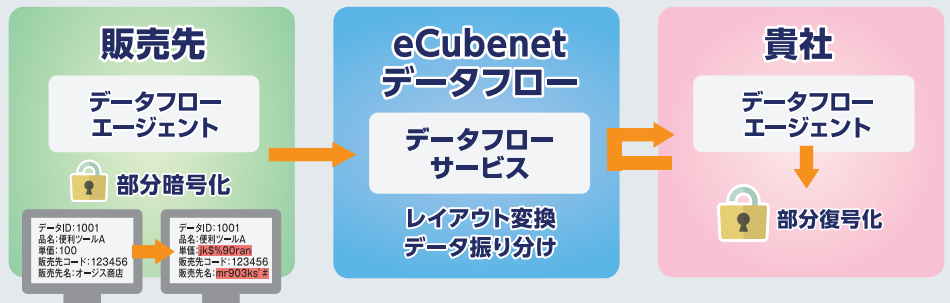 販売先
データフロー
エージェント
部分暗号化
データID:1001
品名:便利ツールA
単価:100
販売先コード:123456
販売先名:オージス商店
データID:1001
品名:便利ツールA
単価:jk$%90ran
販売先コード:123456
販売先名:mr903ks`#
eCubenet
データフロー
データフロー
サービス
レイアウト変換
データ振り分け
貴社
データフロー
エージェント
部分復号化